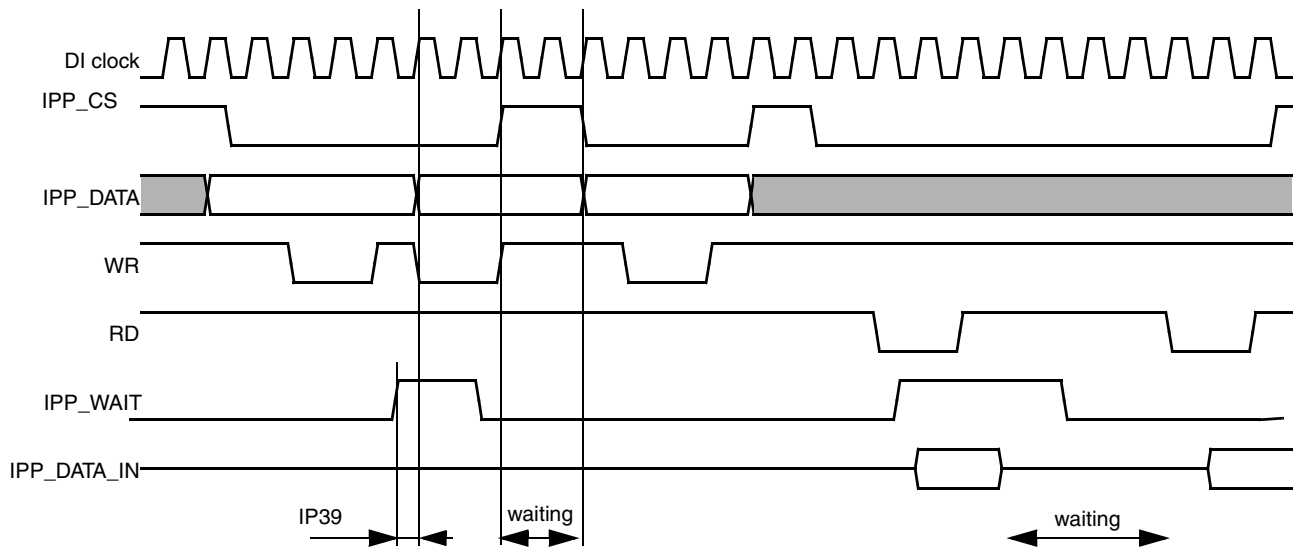 DI clock
IPP_CS
IPP_DATA
WR
RD
IPP_WAIT
IPP_DATA_IN
IP39
waiting
waiting